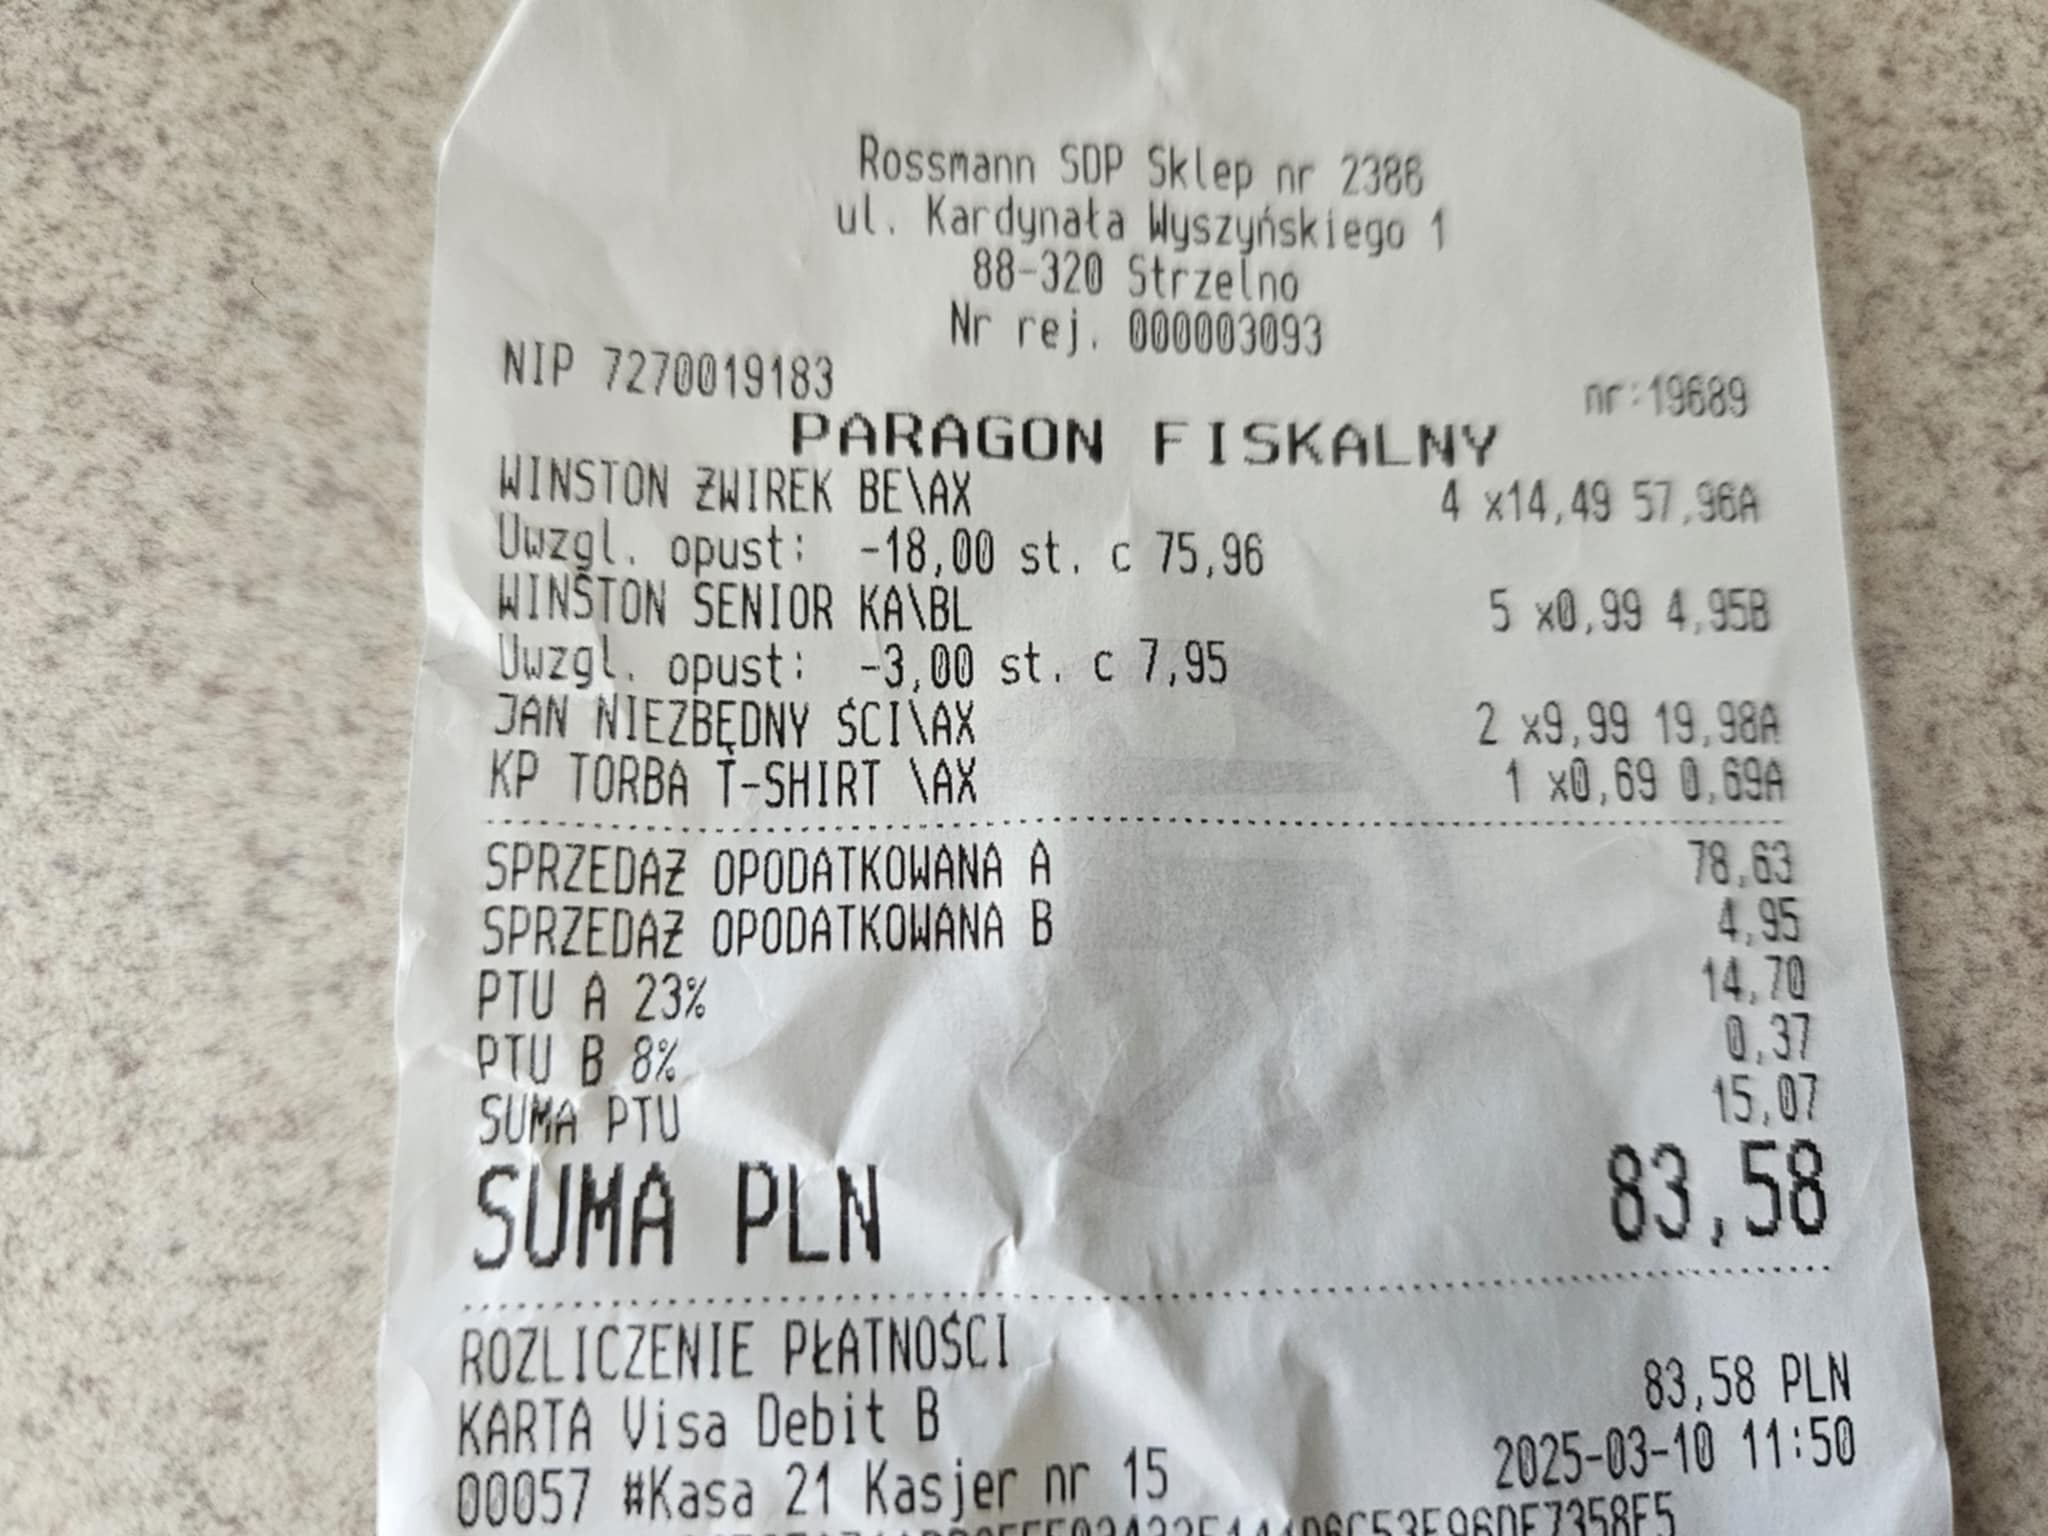 Rossmann SDP Sklep nr 2386
ul. Kardynała Wyszyńskiego 1
88-320 Strzelno
Nr rej. 000003093
NIP 7270019183 nr:19689
PARAGON FISKALNY
WINSTON ŻWIREK BE\AX 4 x14,49 57,96A
Uwzgl. opust: -18,00 st. c 75,96
WINSTON SENIOR KA\BL 5 x0,99 4,95B
Uwzgl. opust: -3,00 st. c 7,95
JAN NIEZBĘDNY ŚCI\AX 2 x9,99 19,98A
KP TORBA T-SHIRT \AX 1 x0,69 0,69A
SPRZEDAŻ OPODATKOWANA A 78,63
SPRZEDAŻ OPODATKOWANA B 4,95
PTU A 23% 14,70
PTU B 8% 0,37
SUMA PTU 15,07
SUMA PLN 83,58
ROZLICZENIE PŁATNOŚCI
KARTA Visa Debit B 83,58 PLN
00057 #Kasa 21 Kasjer nr 15 2025-03-10 11:50